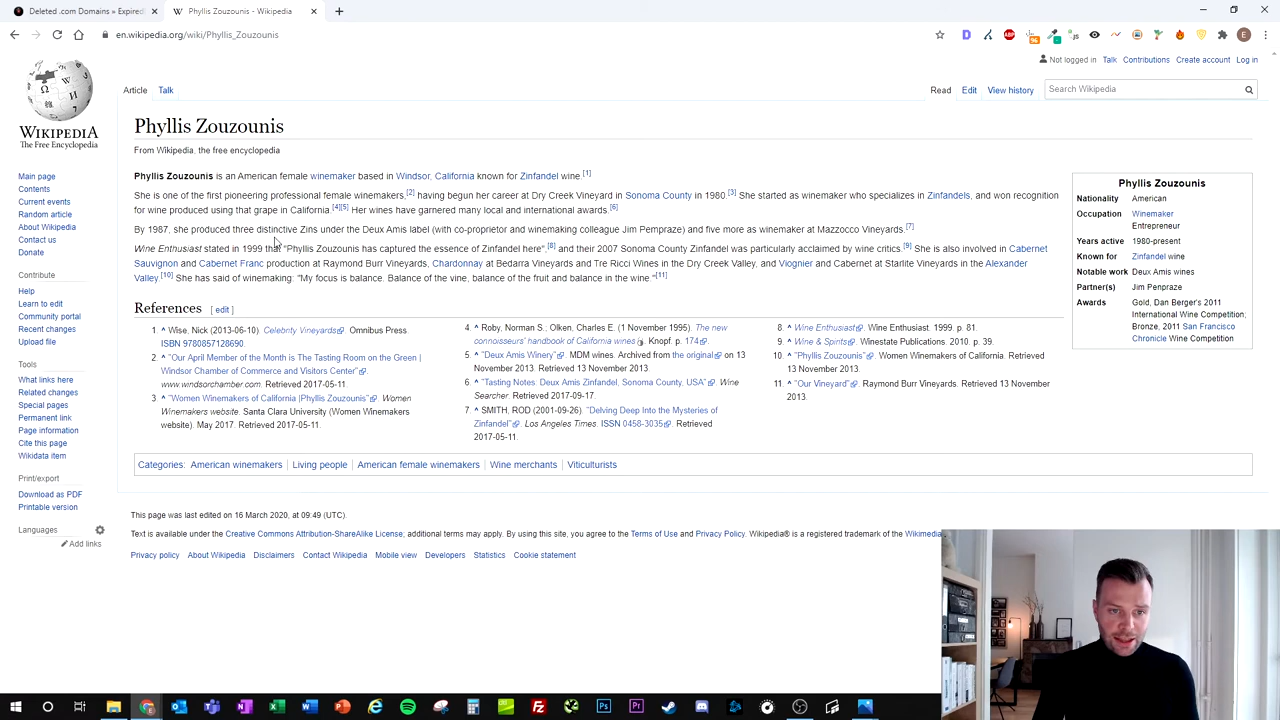 Deleted .com Domains » Expired
Phyllis Zouzounis - Wikipedia
en.wikipedia.org/wiki/Phyllis_Zouzounis
Not logged in Talk Contributions Create account Log in
WIKIPEDIA
The Free Encyclopedia
Article Talk
Read Edit View history
Search Wikipedia
Main page
Contents
Current events
Random article
About Wikipedia
Contact us
Donate
Contribute
Help
Learn to edit
Community portal
Recent changes
Upload file
Tools
What links here
Related changes
Special pages
Permanent link
Page information
Cite this page
Wikidata item
Print/export
Download as PDF
Printable version
Languages
Add links
Phyllis Zouzounis
From Wikipedia, the free encyclopedia
Phyllis Zouzounis is an American female winemaker based in Windsor, California known for Zinfandel wine.[1]
She is one of the first pioneering professional female winemakers,[2] having begun her career at Dry Creek Vineyard in Sonoma County in 1980.[3] She started as winemaker who specializes in Zinfandels, and won recognition
for wine produced using that grape in California.[4][5] Her wines have garnered many local and international awards.[6]
By 1987, she produced three distinctive Zins under the Deux Amis label (with co-proprietor and winemaking colleague Jim Penpraze) and five more as winemaker at Mazzocco Vineyards.[7]
Wine Enthusiast stated in 1999 that "Phyllis Zouzounis has captured the essence of Zinfandel here",[8] and their 2007 Sonoma County Zinfandel was particularly acclaimed by wine critics.[9] She is also involved in Cabernet
Sauvignon and Cabernet Franc production at Raymond Burr Vineyards, Chardonnay at Bedarra Vineyards and Tre Ricci Wines in the Dry Creek Valley, and Viognier and Cabernet at Starlite Vineyards in the Alexander
Valley.[10] She has said of winemaking: "My focus is balance. Balance of the vine, balance of the fruit and balance in the wine."[11]
Phyllis Zouzounis
Nationality American
Occupation Winemaker
Entrepreneur
Years active 1980-present
Known for Zinfandel wine
Notable work Deux Amis wines
Partner(s) Jim Penpraze
Awards Gold, Dan Berger's 2011
International Wine Competition;
Bronze, 2011 San Francisco
Chronicle Wine Competition
References [ edit ]
1. ^ Wise, Nick (2013-06-10). Celebrity Vineyards. Omnibus Press.
ISBN 9780857128690.
2. ^ "Our April Member of the Month is The Tasting Room on the Green |
Windsor Chamber of Commerce and Visitors Center".
www.windsorchamber.com. Retrieved 2017-05-11.
3. ^ "Women Winemakers of California |Phyllis Zouzounis". Women
Winemakers website. Santa Clara University (Women Winemakers
website). May 2017. Retrieved 2017-05-11.
4. ^ Roby, Norman S.; Olken, Charles E. (1 November 1995). The new
connoisseurs' handbook of California wines. Knopf. p. 174.
5. ^ "Deux Amis Winery". MDM wines. Archived from the original on 13
November 2013. Retrieved 13 November 2013.
6. ^ "Tasting Notes: Deux Amis Zinfandel, Sonoma County, USA". Wine
Searcher. Retrieved 2017-09-17.
7. ^ SMITH, ROD (2001-09-26). "Delving Deep Into the Mysteries of
Zinfandel". Los Angeles Times. ISSN 0458-3035. Retrieved
2017-05-11.
8. ^ Wine Enthusiast. Wine Enthusiast. 1999. p. 81.
9. ^ Wine & Spirits. Winestate Publications. 2010. p. 39.
10. ^ "Phyllis Zouzounis". Women Winemakers of California. Retrieved
13 November 2013.
11. ^ "Our Vineyard". Raymond Burr Vineyards. Retrieved 30 November
2013.
Categories: American winemakers | Living people | American female winemakers | Wine merchants | Viticulturists
This page was last edited on 16 March 2020, at 09:49 (UTC).
Text is available under the Creative Commons Attribution-ShareAlike License; additional terms may apply. By using this site, you agree to the Terms of Use and Privacy Policy. Wikipedia® is a registered trademark of the Wikimedia
Privacy policy About Wikipedia Disclaimers Contact Wikipedia Mobile view Developers Statistics Cookie statement